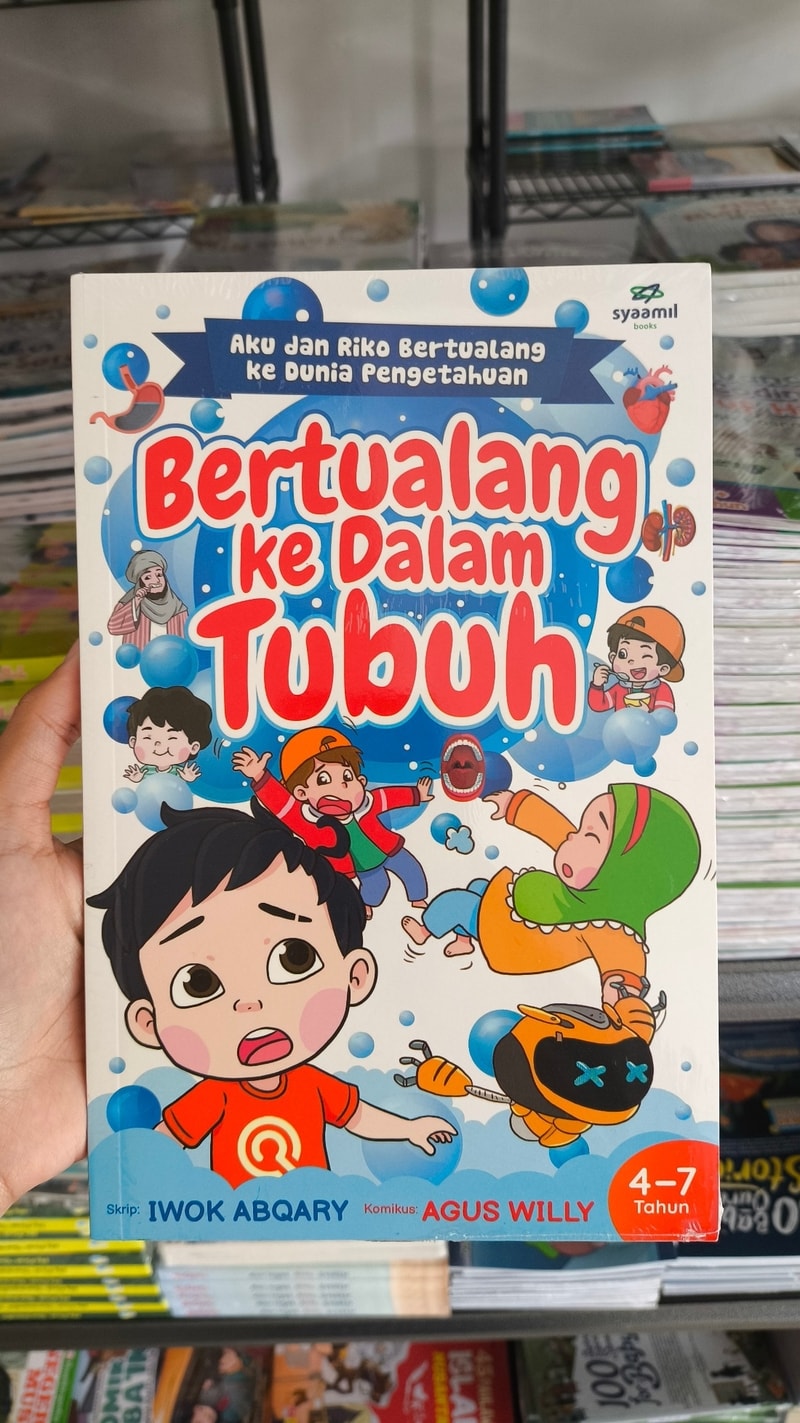 syaamil
books
Aku dan Riko Bertualang
ke Dunia Pengetahuan
Bertualang
ke Dalam
Tubuh
4-7
Tahun
Skrip: IWOK ABQARY Komikus: AGUS WILLY
100